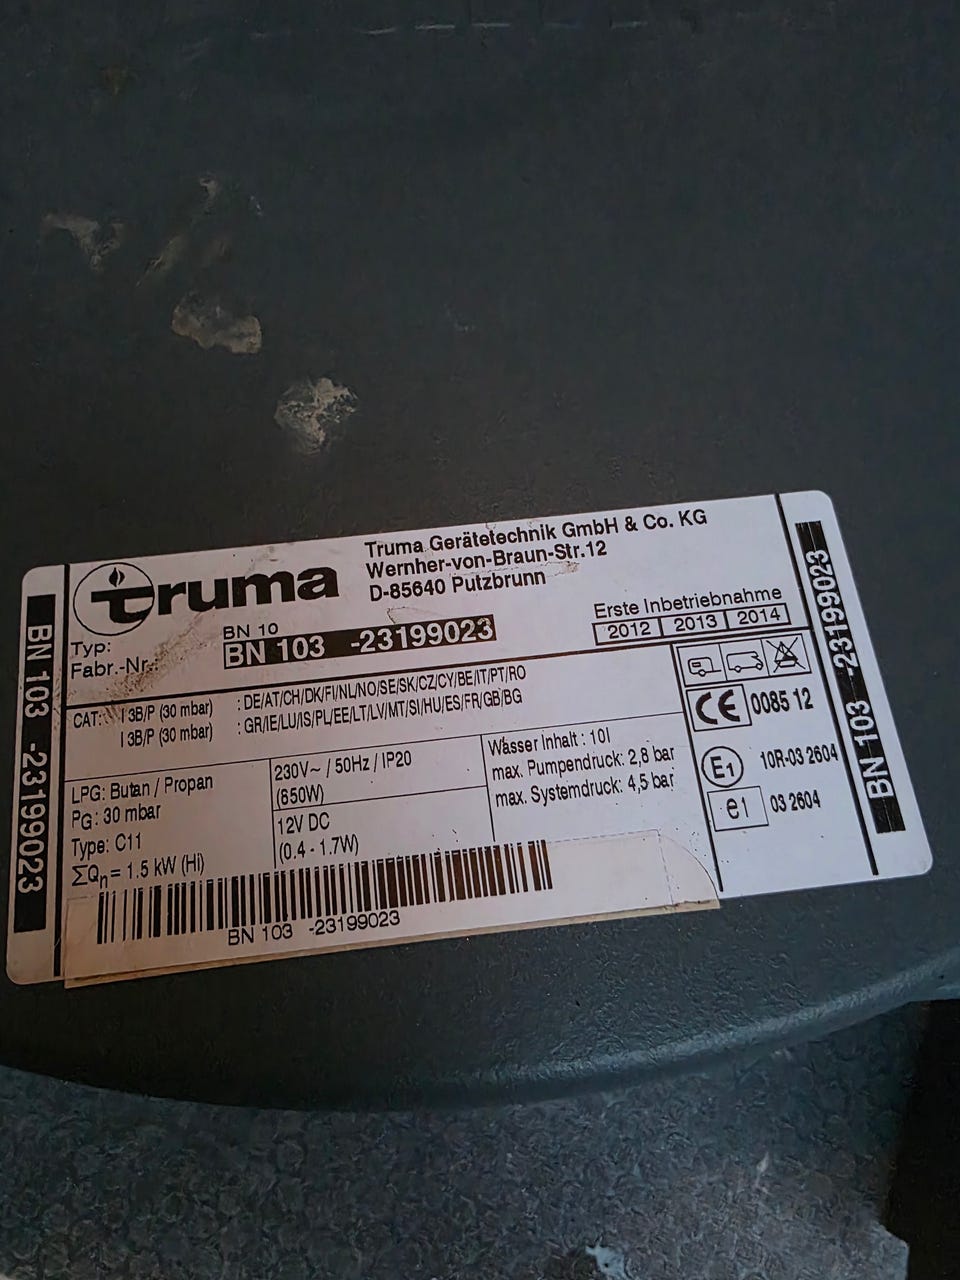 truma
Truma Gerätetechnik GmbH & Co. KG
Wernher-von-Braun-Str.12
D-85640 Putzbrunn
Typ: BN 10
Fabr.-Nr.: BN 103 -23199023
Erste Inbetriebnahme
2012 2013 2014
CAT: I 3B/P (30 mbar) : DE/AT/CH/DK/FI/NL/NO/SE/SK/CZ/CY/BE/IT/PT/RO
I 3B/P (30 mbar) : GR/IE/LU/IS/PL/EE/LT/LV/MT/SI/HU/ES/FR/GB/BG
LPG: Butan / Propan
PG: 30 mbar
Type: C11
ΣQn = 1.5 kW (Hi)
230V~ / 50Hz / IP20
(850W)
12V DC
(0.4 - 1.7W)
Wasser Inhalt : 10l
max. Pumpendruck: 2,8 bar
max. Systemdruck: 4,5 bar
CE 0085 12
E1 10R-03 2604
e1 03 2604
BN 103 -23199023
BN 103 -23199023
BN 103 -23199023